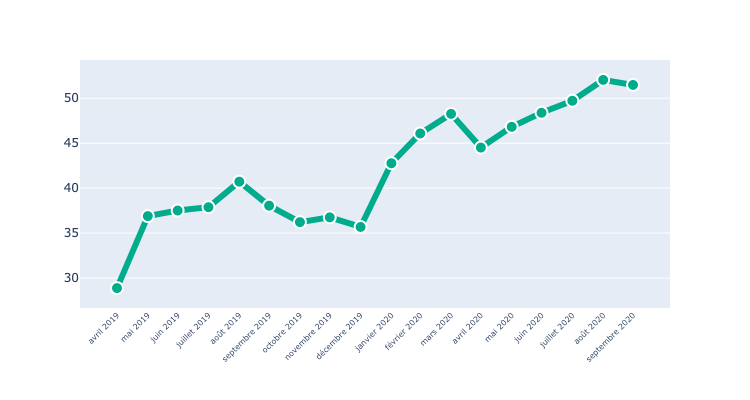 50
45
40
35
30
avril 2019
mai 2019
juin 2019
juillet 2019
août 2019
septembre 2019
octobre 2019
novembre 2019
décembre 2019
janvier 2020
février 2020
mars 2020
avril 2020
mai 2020
juin 2020
juillet 2020
août 2020
septembre 2020